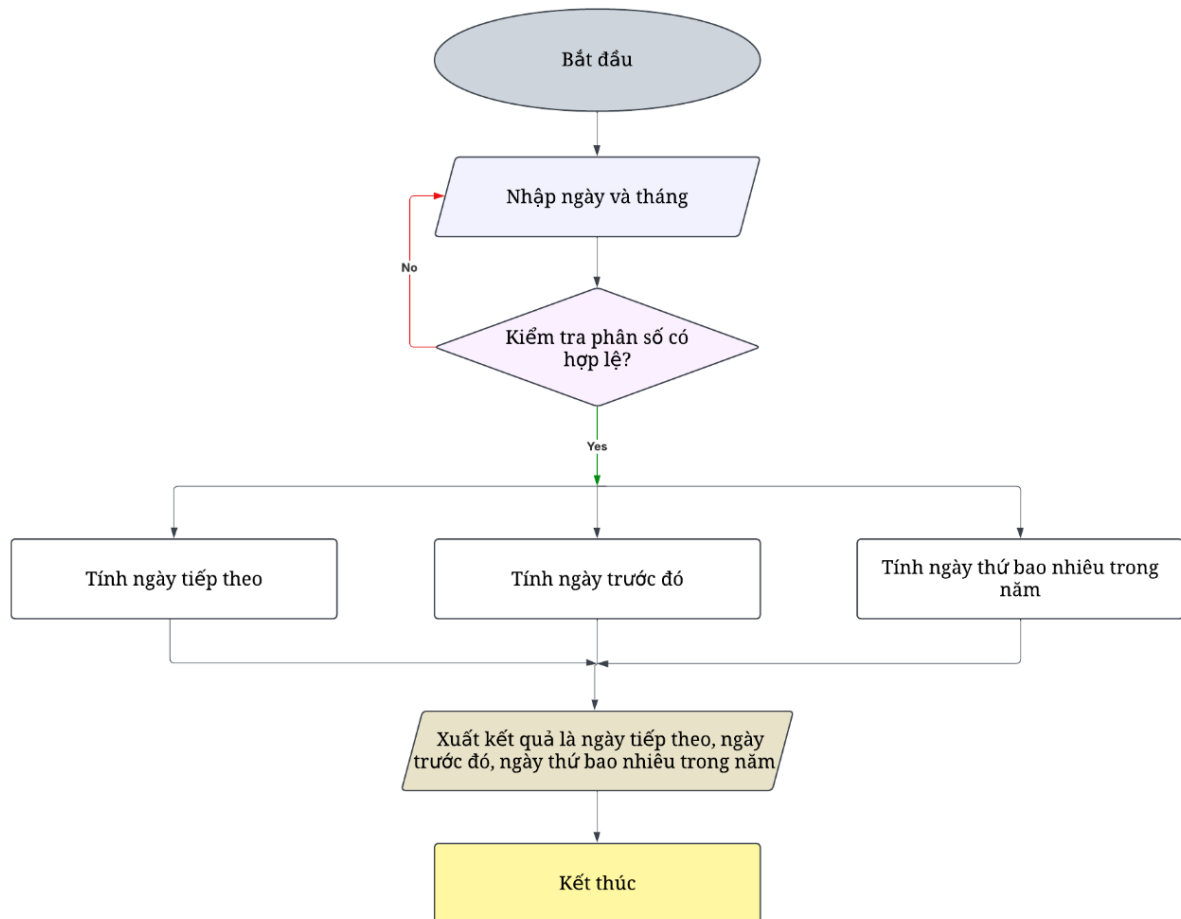 Bắt đầu
Nhập ngày và tháng
No
Kiểm tra phân số có
hợp lệ?
Yes
Tính ngày tiếp theo
Tính ngày trước đó
Tính ngày thứ bao nhiêu trong
năm
Xuất kết quả là ngày tiếp theo, ngày
trước đó, ngày thứ bao nhiêu trong năm
Kết thúc